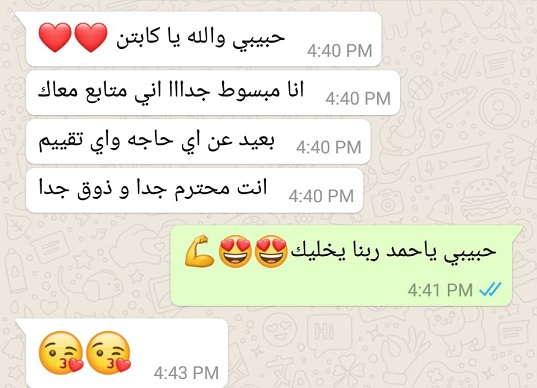 حبيبي والله يا كابتن ❤️❤️
4:40 PM
انا مبسوط جدااا اني متابع معاك
4:40 PM
بعيد عن اي حاجه واي تقييم
4:40 PM
انت محترم جدا و ذوق جدا
4:40 PM
حبيبي ياحمد ربنا يخليك😍😍💪
4:41 PM
😘😘
4:43 PM